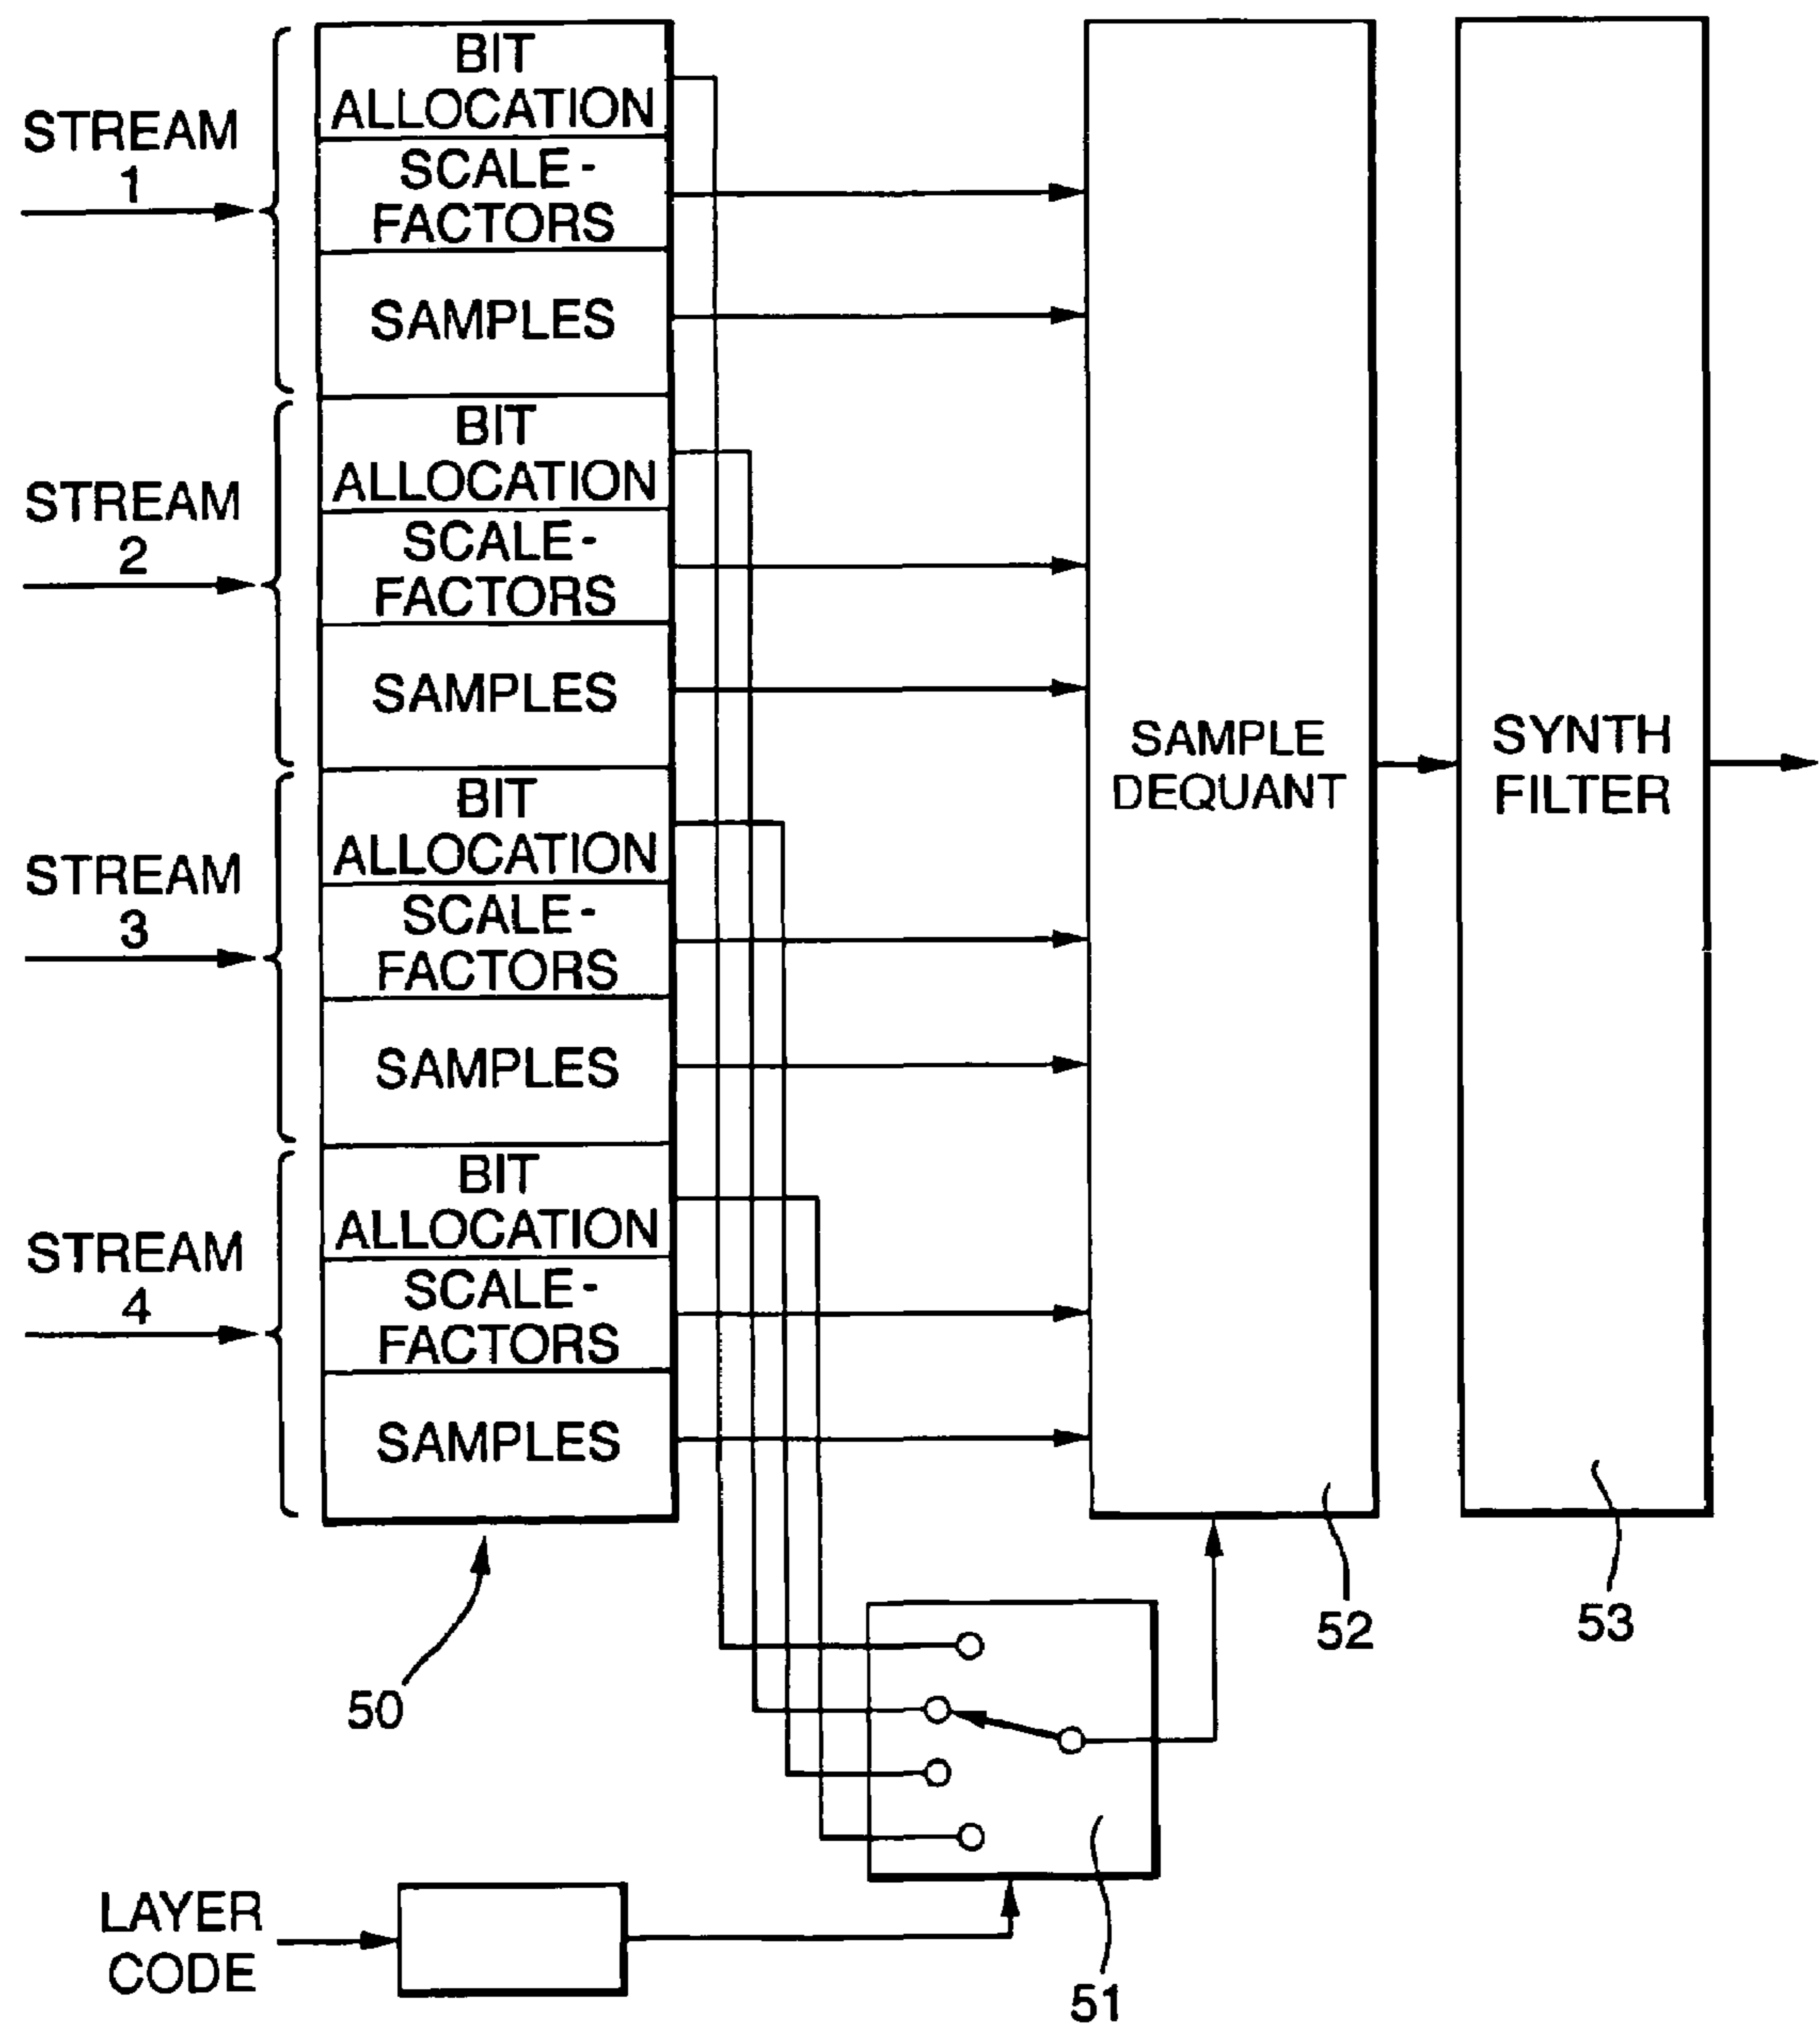 STREAM
1
BIT
ALLOCATION
SCALE-
FACTORS
SAMPLES
STREAM
2
BIT
ALLOCATION
SCALE-
FACTORS
SAMPLES
STREAM
3
BIT
ALLOCATION
SCALE-
FACTORS
SAMPLES
STREAM
4
BIT
ALLOCATION
SCALE-
FACTORS
SAMPLES
SAMPLE
DEQUANT
SYNTH
FILTER
50
52
53
LAYER
CODE
51